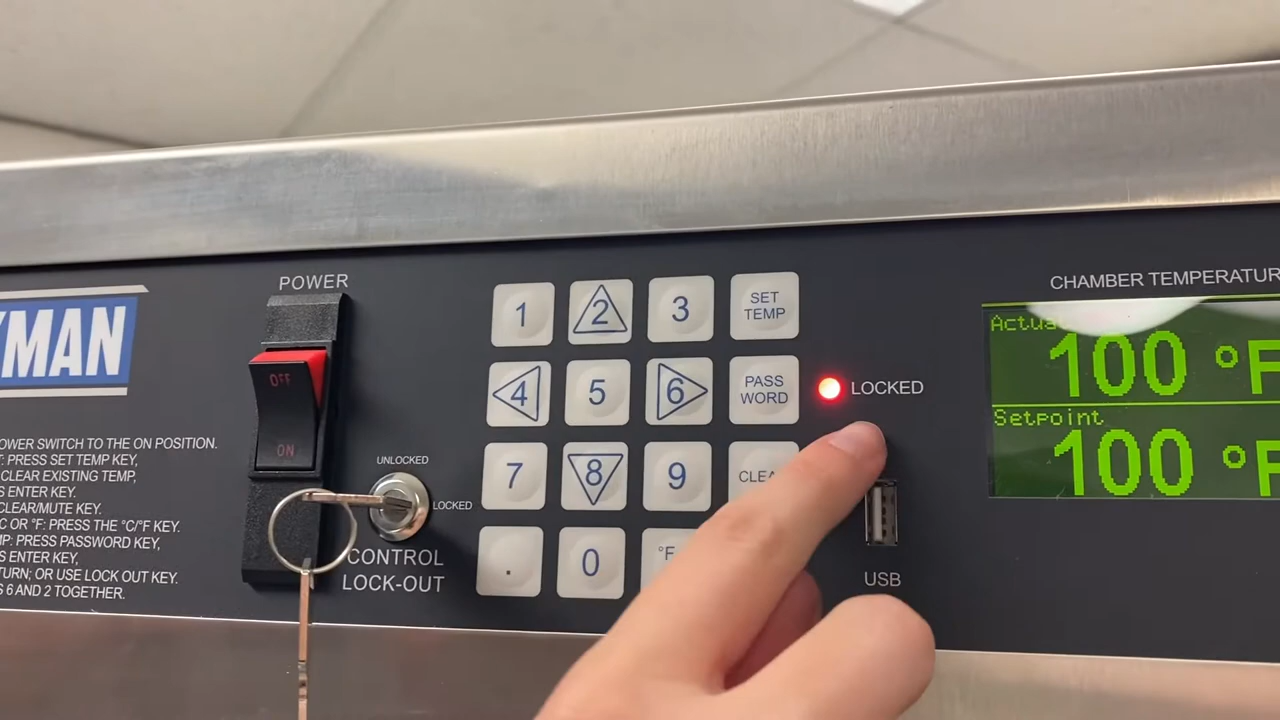 MAN
POWER
OFF
ON
OWER SWITCH TO THE ON POSITION.
: PRESS SET TEMP KEY,
CLEAR EXISTING TEMP,
S ENTER KEY.
CLEAR/MUTE KEY.
C OR °F: PRESS THE °C/°F KEY.
MP: PRESS PASSWORD KEY,
S ENTER KEY,
TURN; OR USE LOCK OUT KEY.
S 6 AND 2 TOGETHER.
UNLOCKED
LOCKED
CONTROL
LOCK-OUT
1 2 3 SET TEMP
4 5 6 PASS WORD
7 8 9 CLEA
. 0 °F
LOCKED
USB
CHAMBER TEMPERATUR
Actua
100 °F
Setpoint
100 °F